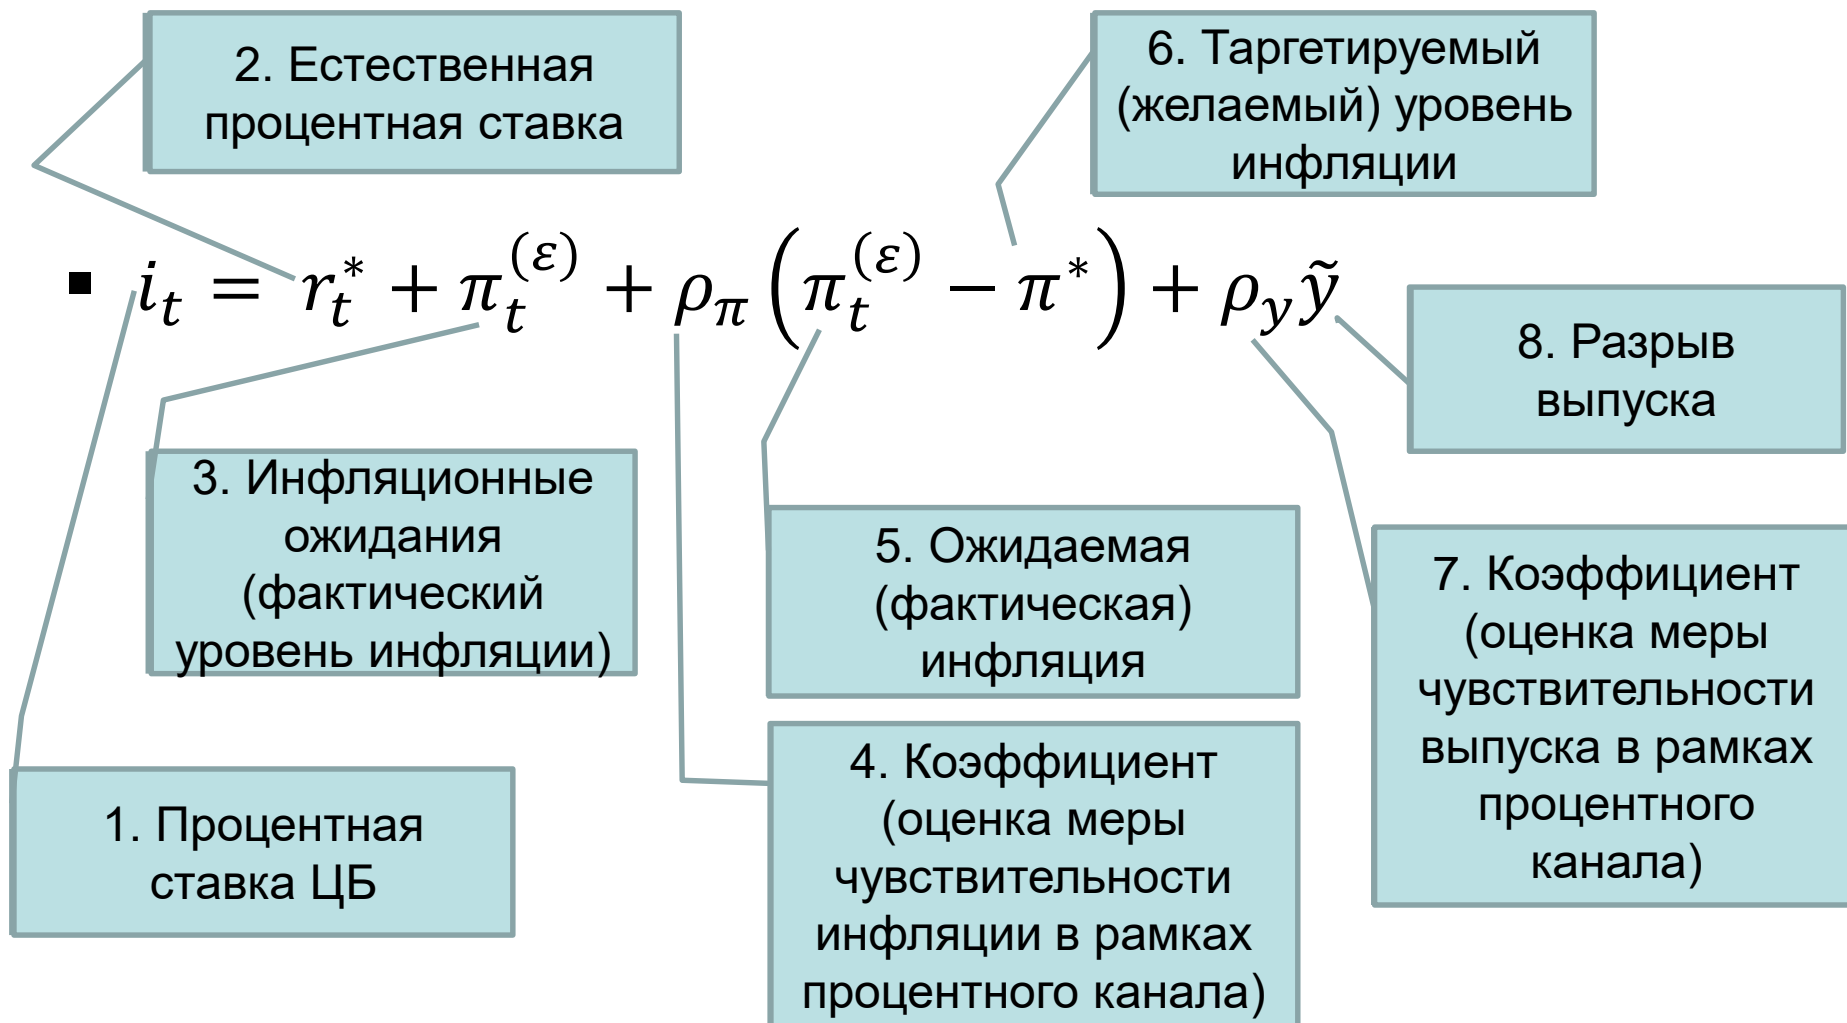 2. Естественная
процентная ставка
6. Таргетируемый
(желаемый) уровень
инфляции
▪ i_t = r_t^* + π_t^{(ε)} + ρ_π (π_t^{(ε)} − π^*) + ρ_y ỹ
8. Разрыв
выпуска
3. Инфляционные
ожидания
(фактический
уровень инфляции)
5. Ожидаемая
(фактическая)
инфляция
7. Коэффициент
(оценка меры
чувствительности
выпуска в рамках
процентного
канала)
4. Коэффициент
(оценка меры
чувствительности
инфляции в рамках
процентного канала)
1. Процентная
ставка ЦБ